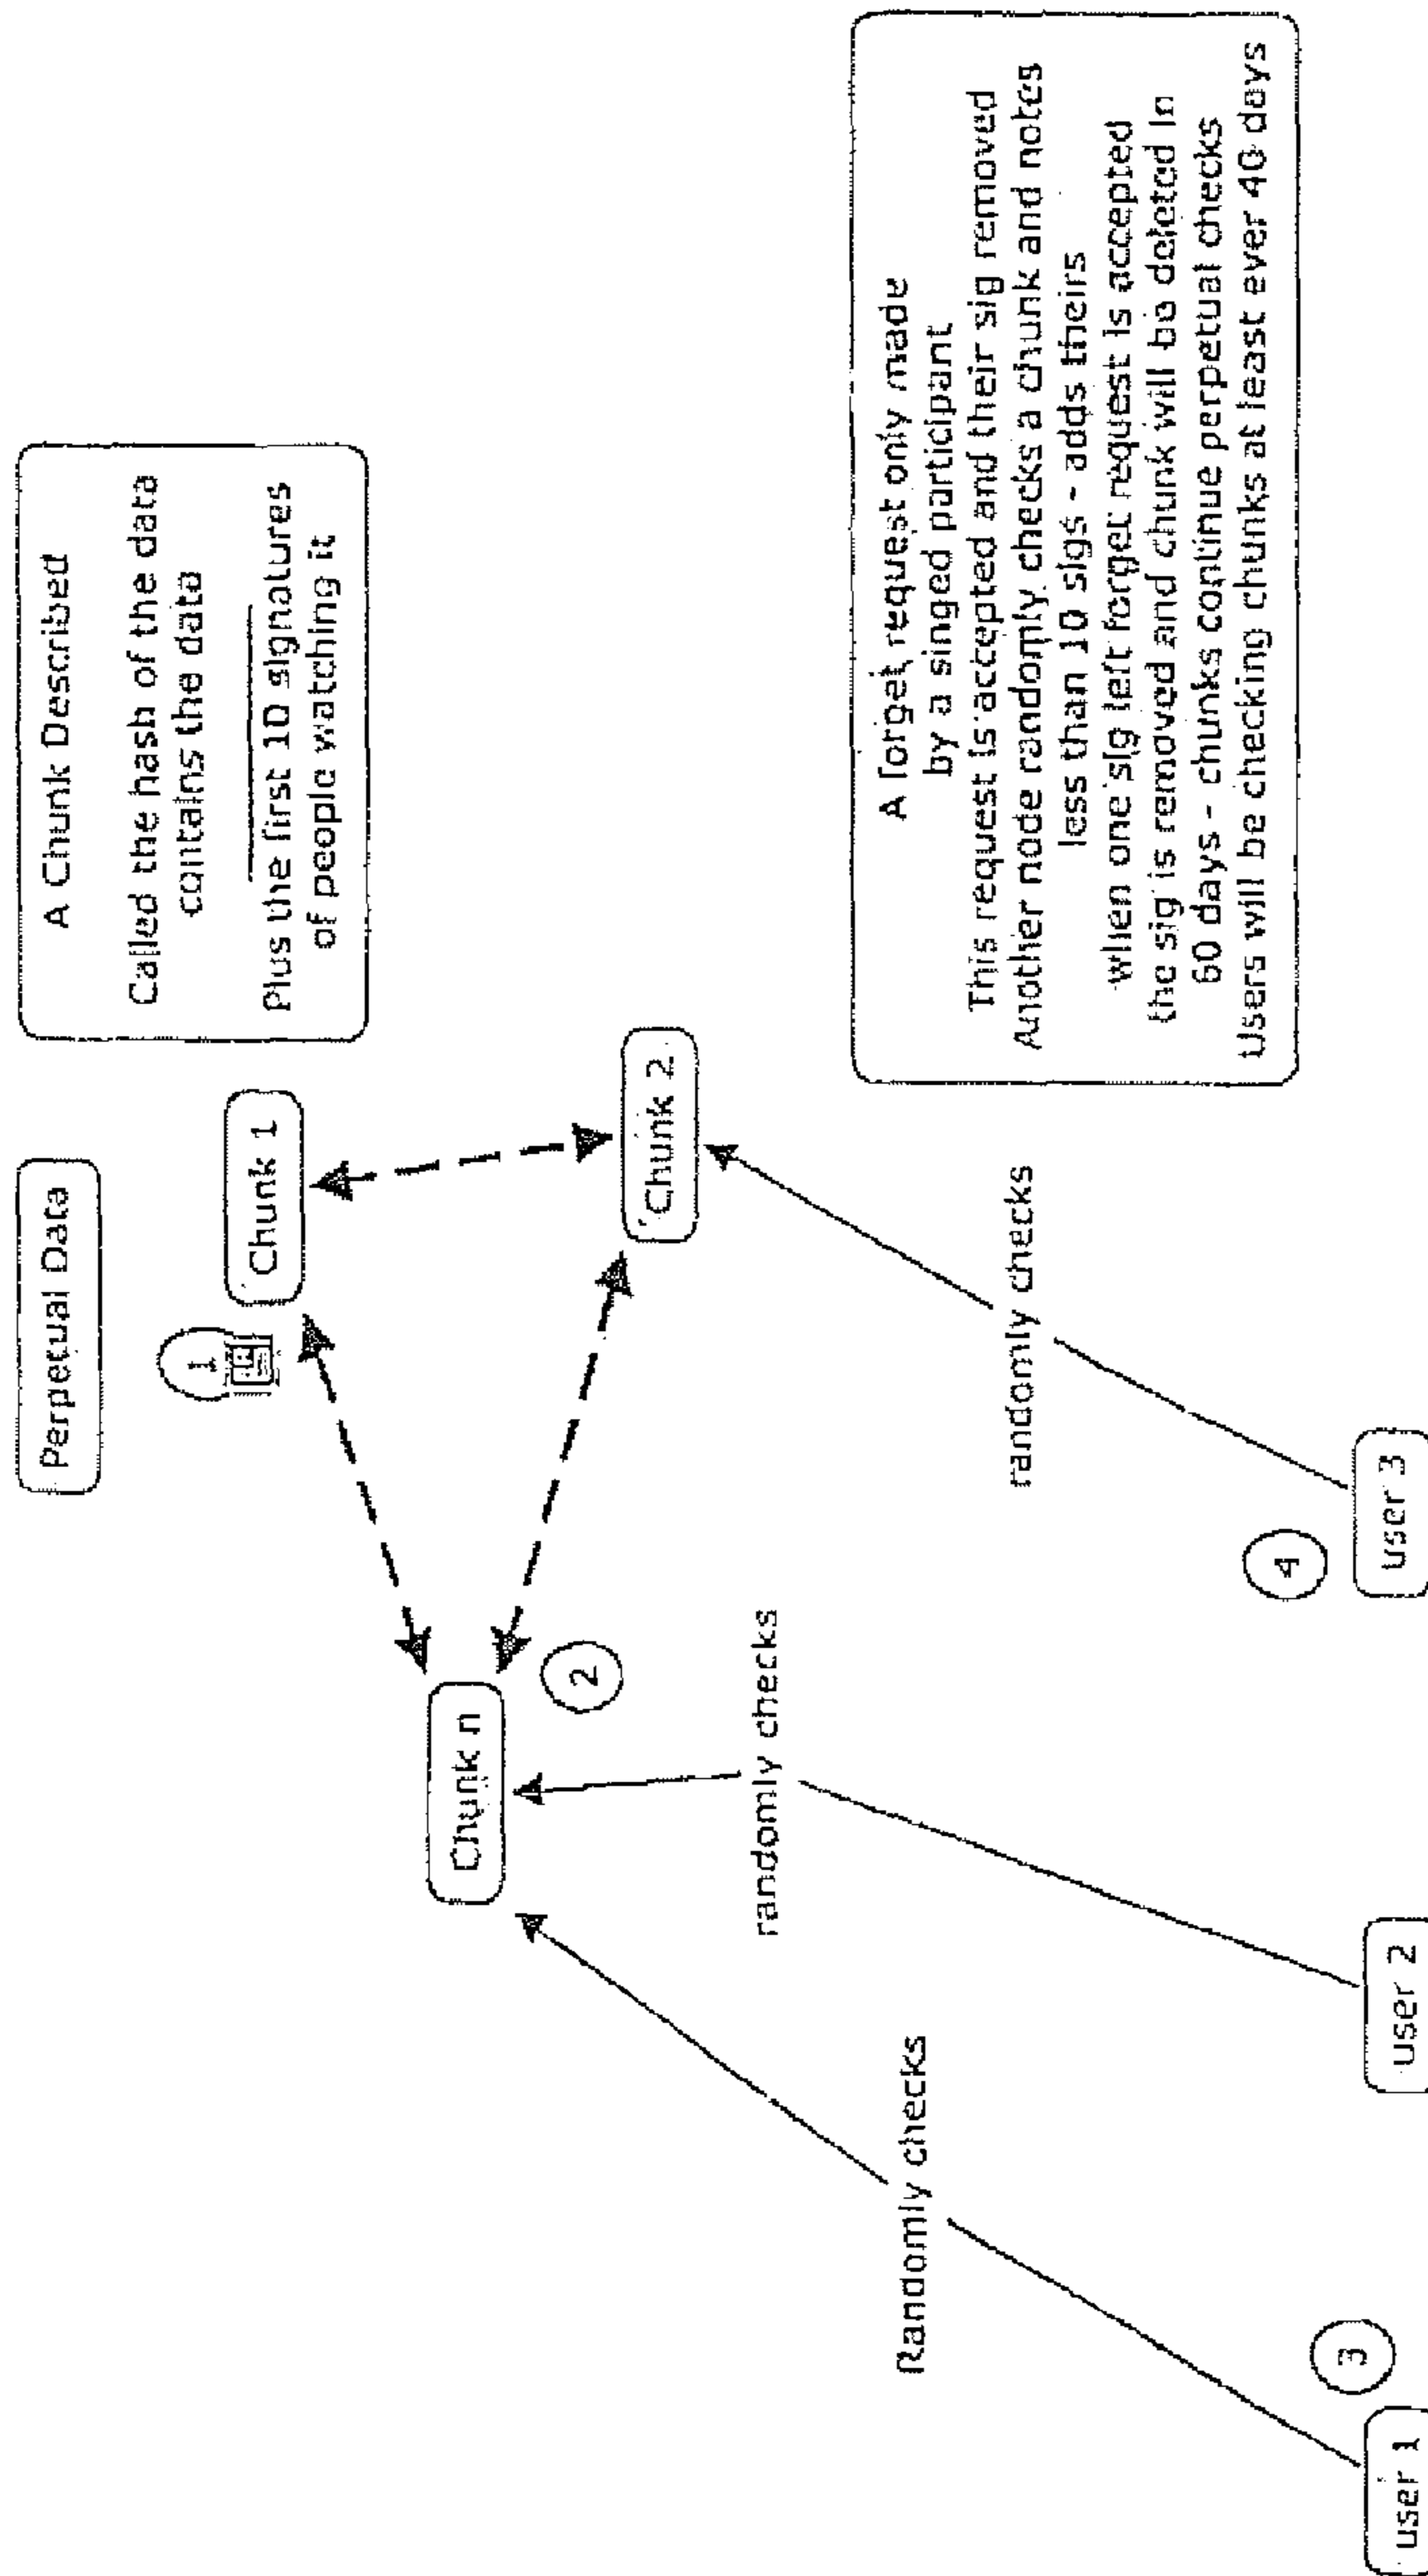 Perpetual Data
A Chunk Described
Called the hash of the data
contains the data
Plus the first 10 signatures
of people watching it
1
Chunk 1
Chunk n
2
Chunk 2
randomly checks
Randomly checks
randomly checks
A forget request only made
by a singed participant
This request is accepted and their sig removed
Another node randomly checks a chunk and notes
less than 10 sigs - adds theirs
when one sig left forget request is accepted
the sig is removed and chunk will be deleted in
60 days - chunks continue perpetual checks
Users will be checking chunks at least ever 40 days
3
4
user 1
user 2
user 3